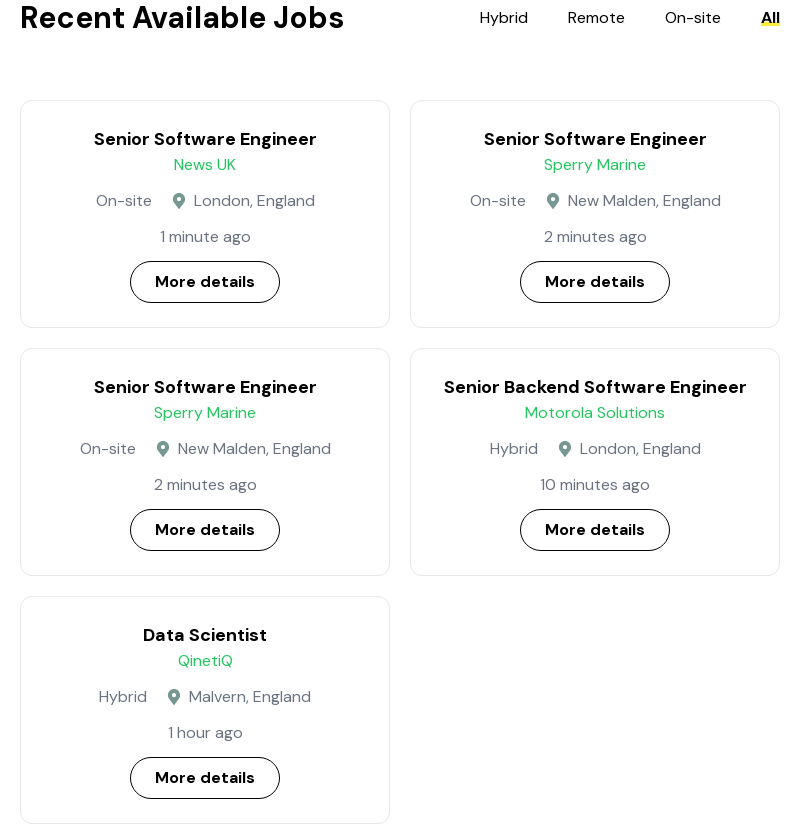 Recent Available Jobs
Hybrid Remote On-site All
Senior Software Engineer
News UK
On-site London, England
1 minute ago
More details
Senior Software Engineer
Sperry Marine
On-site New Malden, England
2 minutes ago
More details
Senior Software Engineer
Sperry Marine
On-site New Malden, England
2 minutes ago
More details
Senior Backend Software Engineer
Motorola Solutions
Hybrid London, England
10 minutes ago
More details
Data Scientist
QinetiQ
Hybrid Malvern, England
1 hour ago
More details